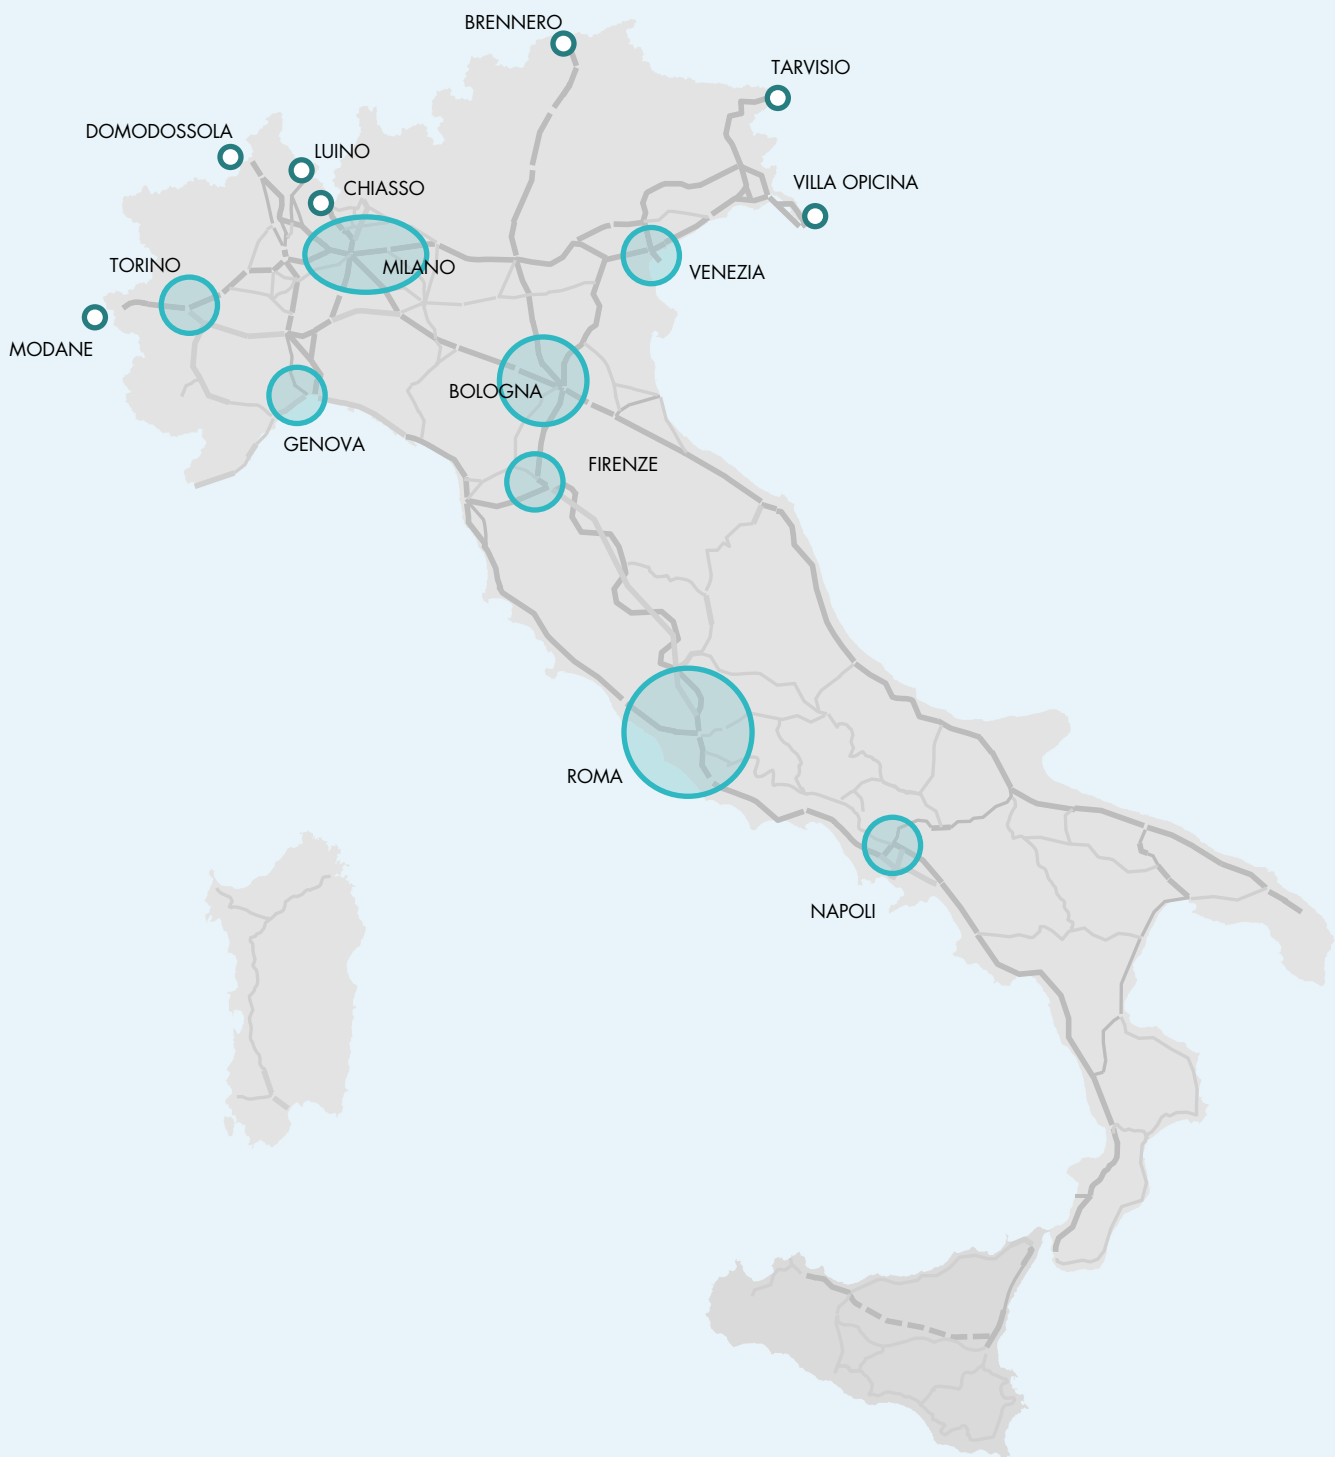 BRENNERO
TARVISIO
DOMODOSSOLA
LUINO
CHIASSO
VILLA OPICINA
TORINO
MILANO
VENEZIA
MODANE
BOLOGNA
GENOVA
FIRENZE
ROMA
NAPOLI